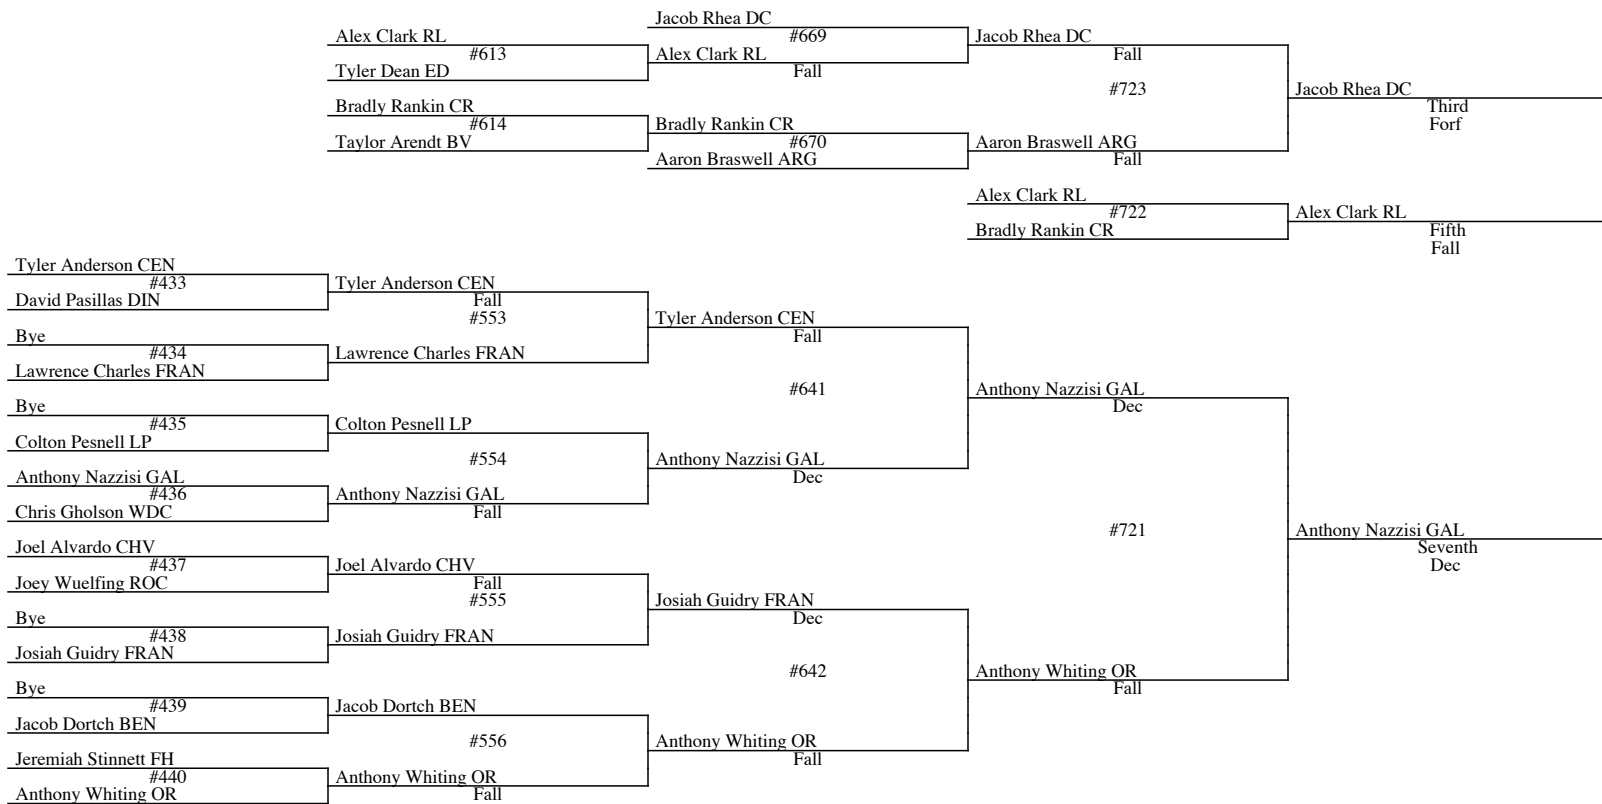 Jacob Rhea DC
Alex Clark RL
#669
Jacob Rhea DC
#613
Alex Clark RL
Fall
Tyler Dean ED
Fall
#723
Jacob Rhea DC
Bradly Rankin CR
Third
#614
Bradly Rankin CR
Forf
Taylor Arendt BV
#670
Aaron Braswell ARG
Aaron Braswell ARG
Fall
Alex Clark RL
#722
Alex Clark RL
Bradly Rankin CR
Fifth
Fall
Tyler Anderson CEN
#433
Tyler Anderson CEN
David Pasillas DIN
Fall
#553
Tyler Anderson CEN
Bye
Fall
#434
Lawrence Charles FRAN
Lawrence Charles FRAN
#641
Anthony Nazzisi GAL
Bye
Dec
#435
Colton Pesnell LP
Colton Pesnell LP
#554
Anthony Nazzisi GAL
Anthony Nazzisi GAL
Dec
#436
Anthony Nazzisi GAL
Chris Gholson WDC
Fall
#721
Anthony Nazzisi GAL
Joel Alvardo CHV
Seventh
#437
Joel Alvardo CHV
Dec
Joey Wuelfing ROC
Fall
#555
Josiah Guidry FRAN
Bye
Dec
#438
Josiah Guidry FRAN
Josiah Guidry FRAN
#642
Anthony Whiting OR
Bye
Fall
#439
Jacob Dortch BEN
Jacob Dortch BEN
#556
Anthony Whiting OR
Jeremiah Stinnett FH
Fall
#440
Anthony Whiting OR
Anthony Whiting OR
Fall